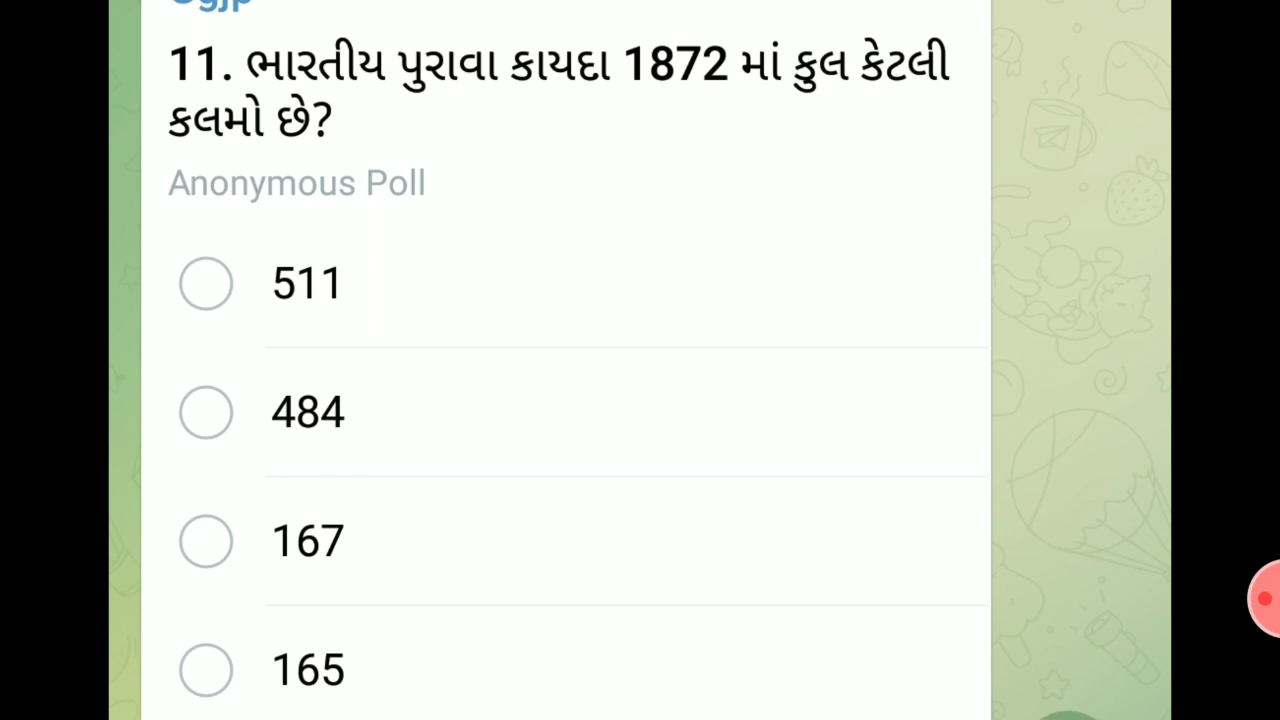 11. ભારતીય પુરાવા કાયદા 1872 માં કુલ કેટલી
કલમો છે?
Anonymous Poll
511
484
167
165